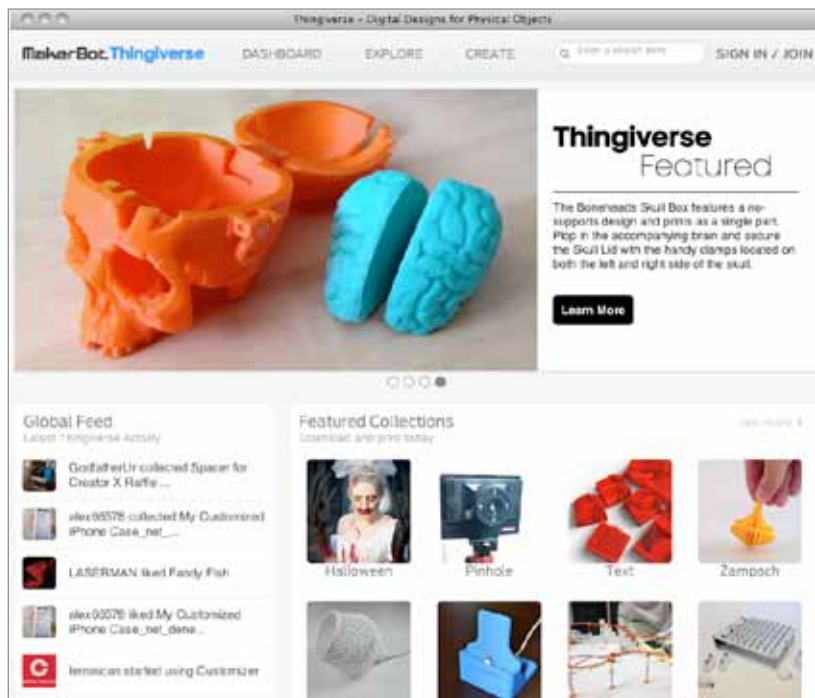 Thingiverse - Digital Designs for Physical Objects
MakerBot.Thingiverse
DASHBOARD
EXPLORE
CREATE
SIGN IN / JOIN
Thingiverse
Featured
The Boneheads Skull Box features a no-
supports design and prints as a single part.
Plop in the accompanying brain and secure
the Skull Lid with the handy clamps located on
both the left and right side of the skull.
Learn More
Global Feed
Latest Thingiverse Activity
GodfatherUr collected Spacer for
Creator X Raffle ...
collected My Customized
iPhone Case_net_...
LASERMAN liked Fish
liked My Customized
iPhone Case_net_dene...
started using Customizer
Featured Collections
Download and print today
see more
Halloween
Pinhole
Text